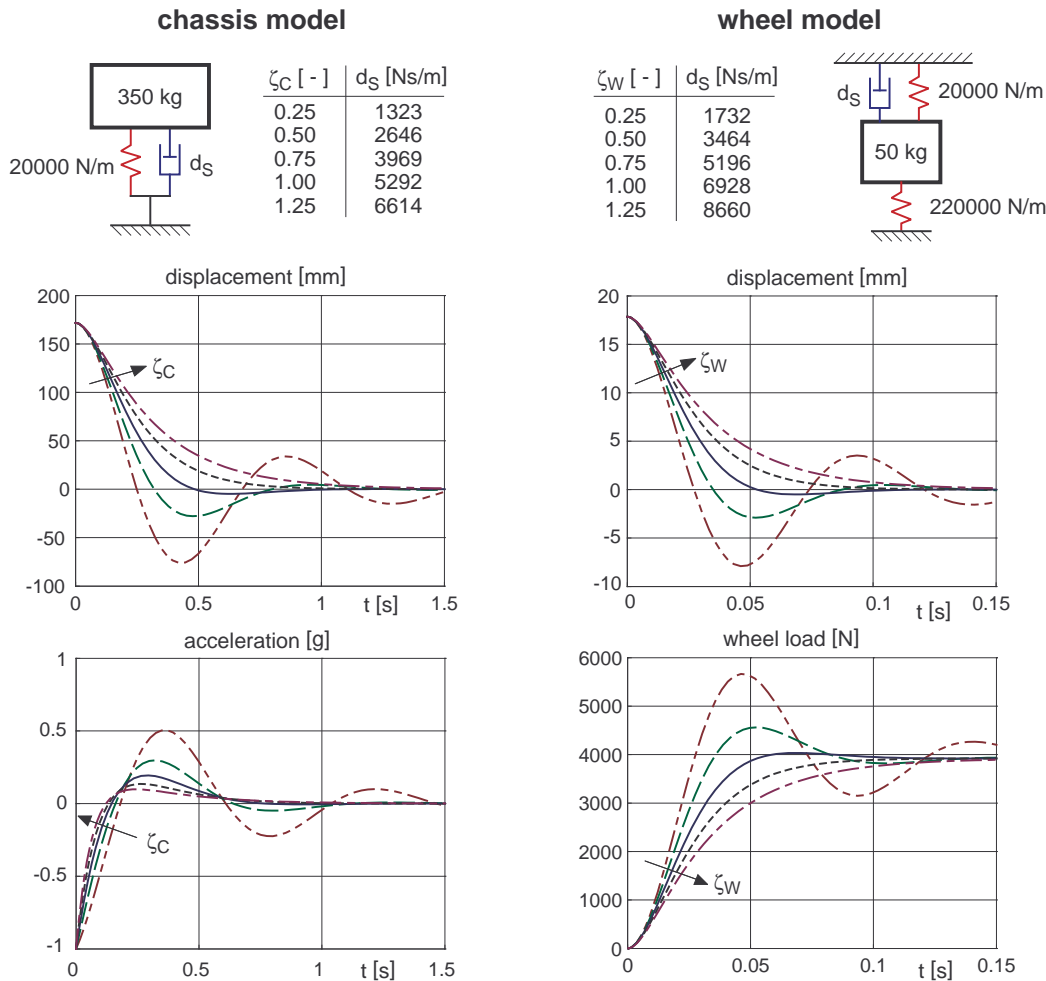 chassis model
wheel model
350 kg
20000 N/m
dS
ζC [ - ] dS [Ns/m]
0.25 1323
0.50 2646
0.75 3969
1.00 5292
1.25 6614
ζW [ - ] dS [Ns/m]
0.25 1732
0.50 3464
0.75 5196
1.00 6928
1.25 8660
dS
20000 N/m
50 kg
220000 N/m
displacement [mm]
200
150
100
50
0
-50
-100
ζC
0 0.5 1 1.5
t [s]
displacement [mm]
20
15
10
5
0
-5
-10
ζW
0 0.05 0.1 0.15
t [s]
acceleration [g]
1
0.5
0
-0.5
-1
ζC
0 0.5 1 1.5
t [s]
wheel load [N]
6000
5000
4000
3000
2000
1000
0
ζW
0 0.05 0.1 0.15
t [s]